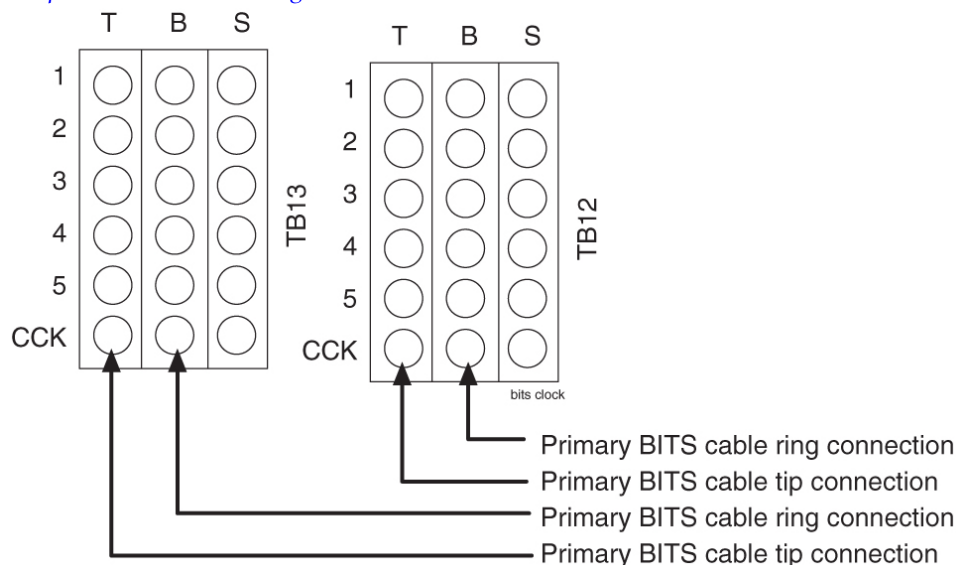 T B S
1
2
3
4
5
CCK
TB13
T B S
1
2
3
4
5
CCK
TB12
bits clock
Primary BITS cable ring connection
Primary BITS cable tip connection
Primary BITS cable ring connection
Primary BITS cable tip connection